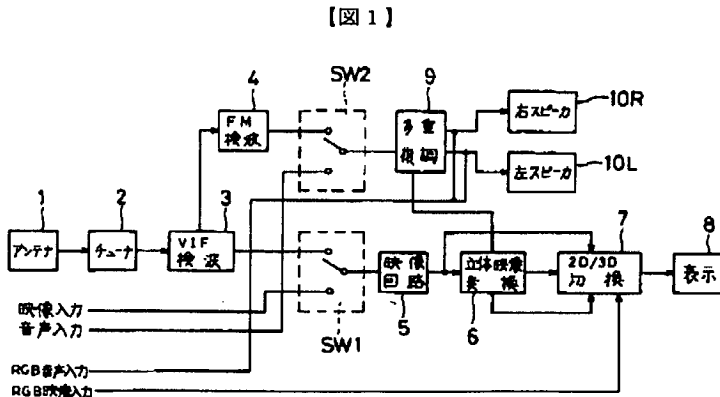 【図1】
SW2
4
9
10R
FM
検波
多重
復調
右スピーカ
左スピーカ
10L
1
2
3
7
8
アンテナ
チューナ
VIF
検波
映像
回路
立体映像
変換
2D/3D
切換
表示
5
6
映像入力
音声入力
SW1
RGB音声入力
RGB映像入力